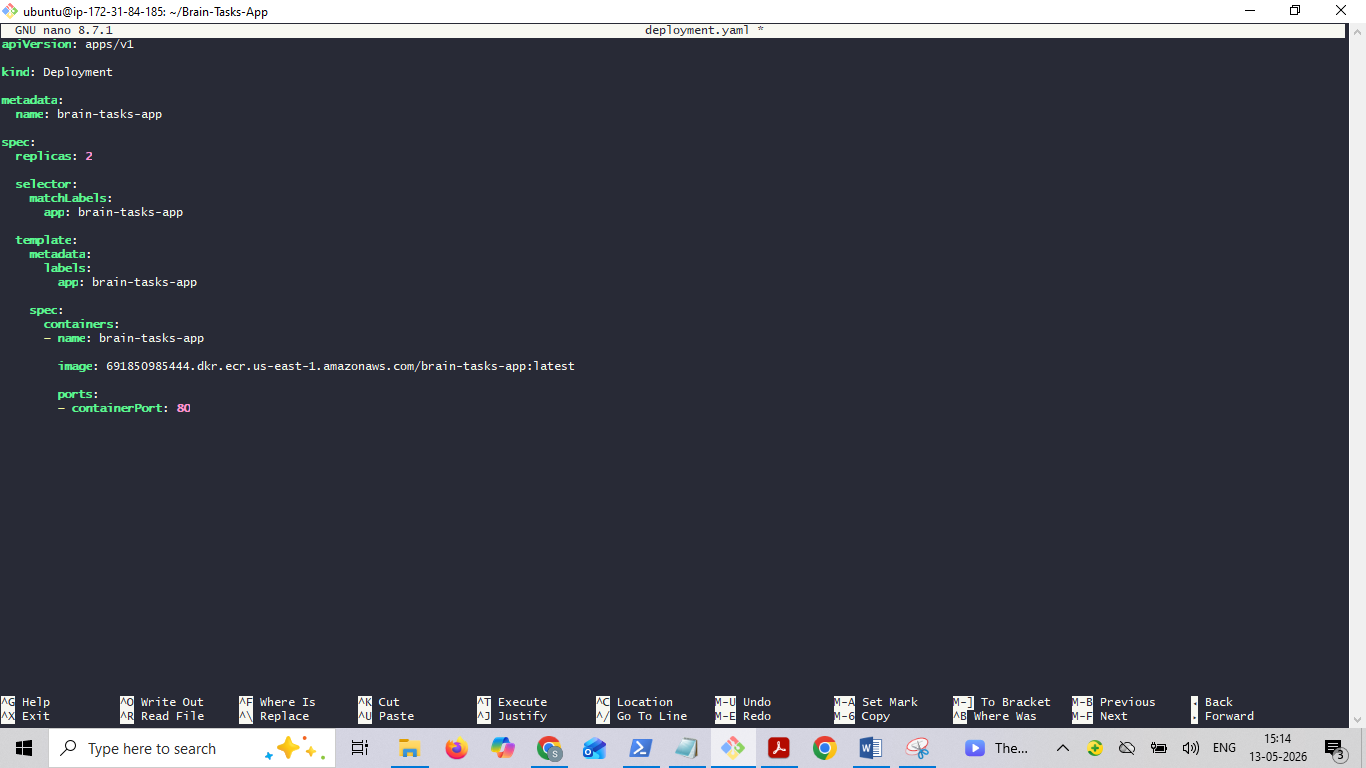 ubuntu@ip-172-31-84-185: ~/Brain-Tasks-App
GNU nano 8.7.1 deployment.yaml *
apiVersion: apps/v1
kind: Deployment
metadata:
  name: brain-tasks-app
spec:
  replicas: 2
  selector:
    matchLabels:
      app: brain-tasks-app
  template:
    metadata:
      labels:
        app: brain-tasks-app
    spec:
      containers:
      - name: brain-tasks-app
        image: 691850985444.dkr.ecr.us-east-1.amazonaws.com/brain-tasks-app:latest
        ports:
        - containerPort: 80
^G Help ^O Write Out ^F Where Is ^K Cut ^T Execute ^C Location M-U Undo M-A Set Mark M-] To Bracket M-B Previous Back
^X Exit ^R Read File ^\ Replace ^U Paste ^J Justify ^/ Go To Line M-E Redo M-6 Copy ^B Where Was M-F Next Forward
Type here to search
The...
ENG
15:14
13-05-2026
3